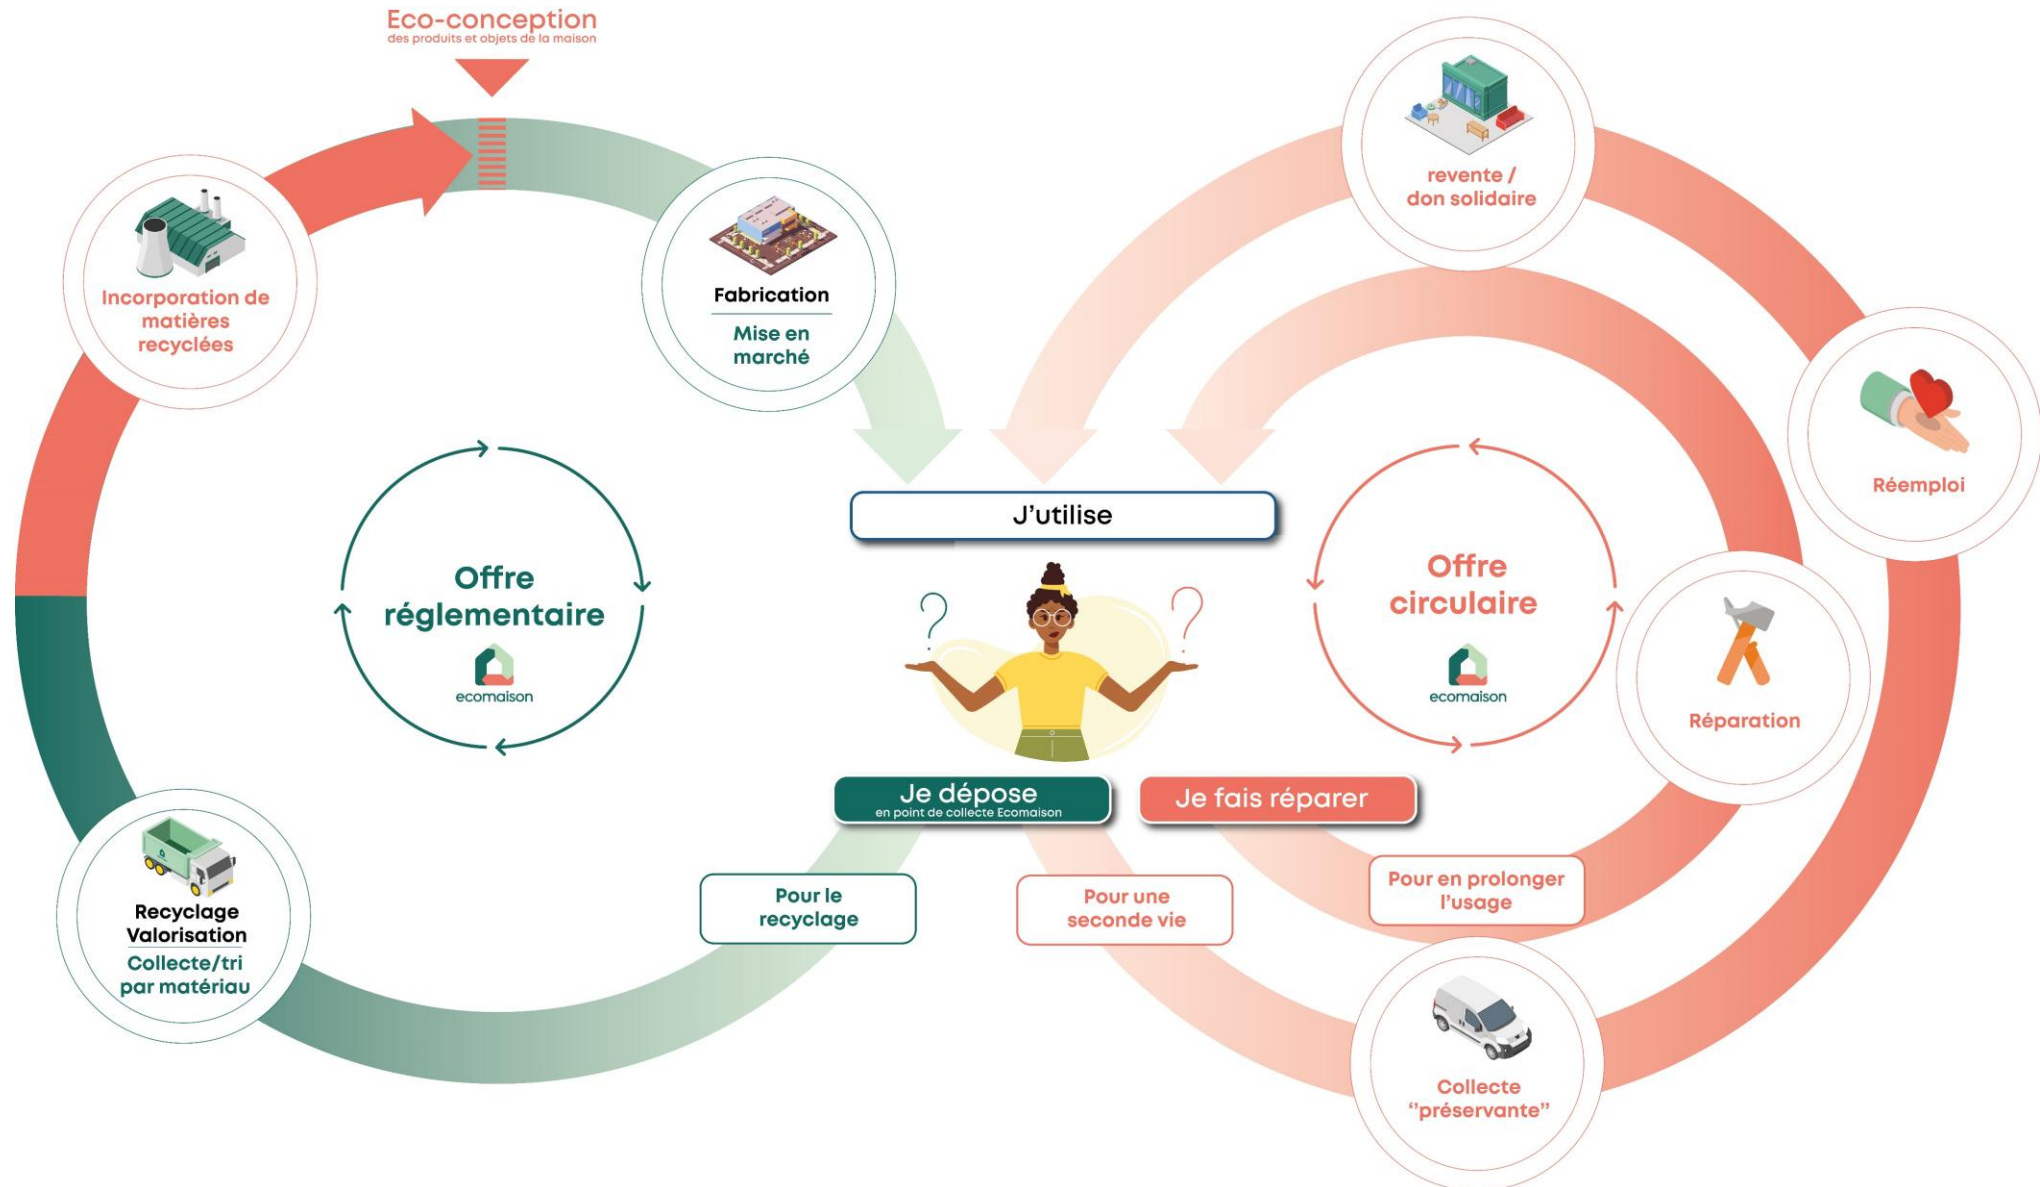 Eco-conception
des produits et objets de la maison
Incorporation de
matières
recyclées
Fabrication
Mise en
marché
revente /
don solidaire
Réemploi
J'utilise
Offre
réglementaire
ecomaison
Offre
circulaire
ecomaison
?
?
Réparation
Je dépose
en point de collecte Ecomaison
Je fais réparer
Pour le
recyclage
Pour une
seconde vie
Pour en prolonger
l'usage
Recyclage
Valorisation
Collecte/tri
par matériau
Collecte
‘’préservante’’